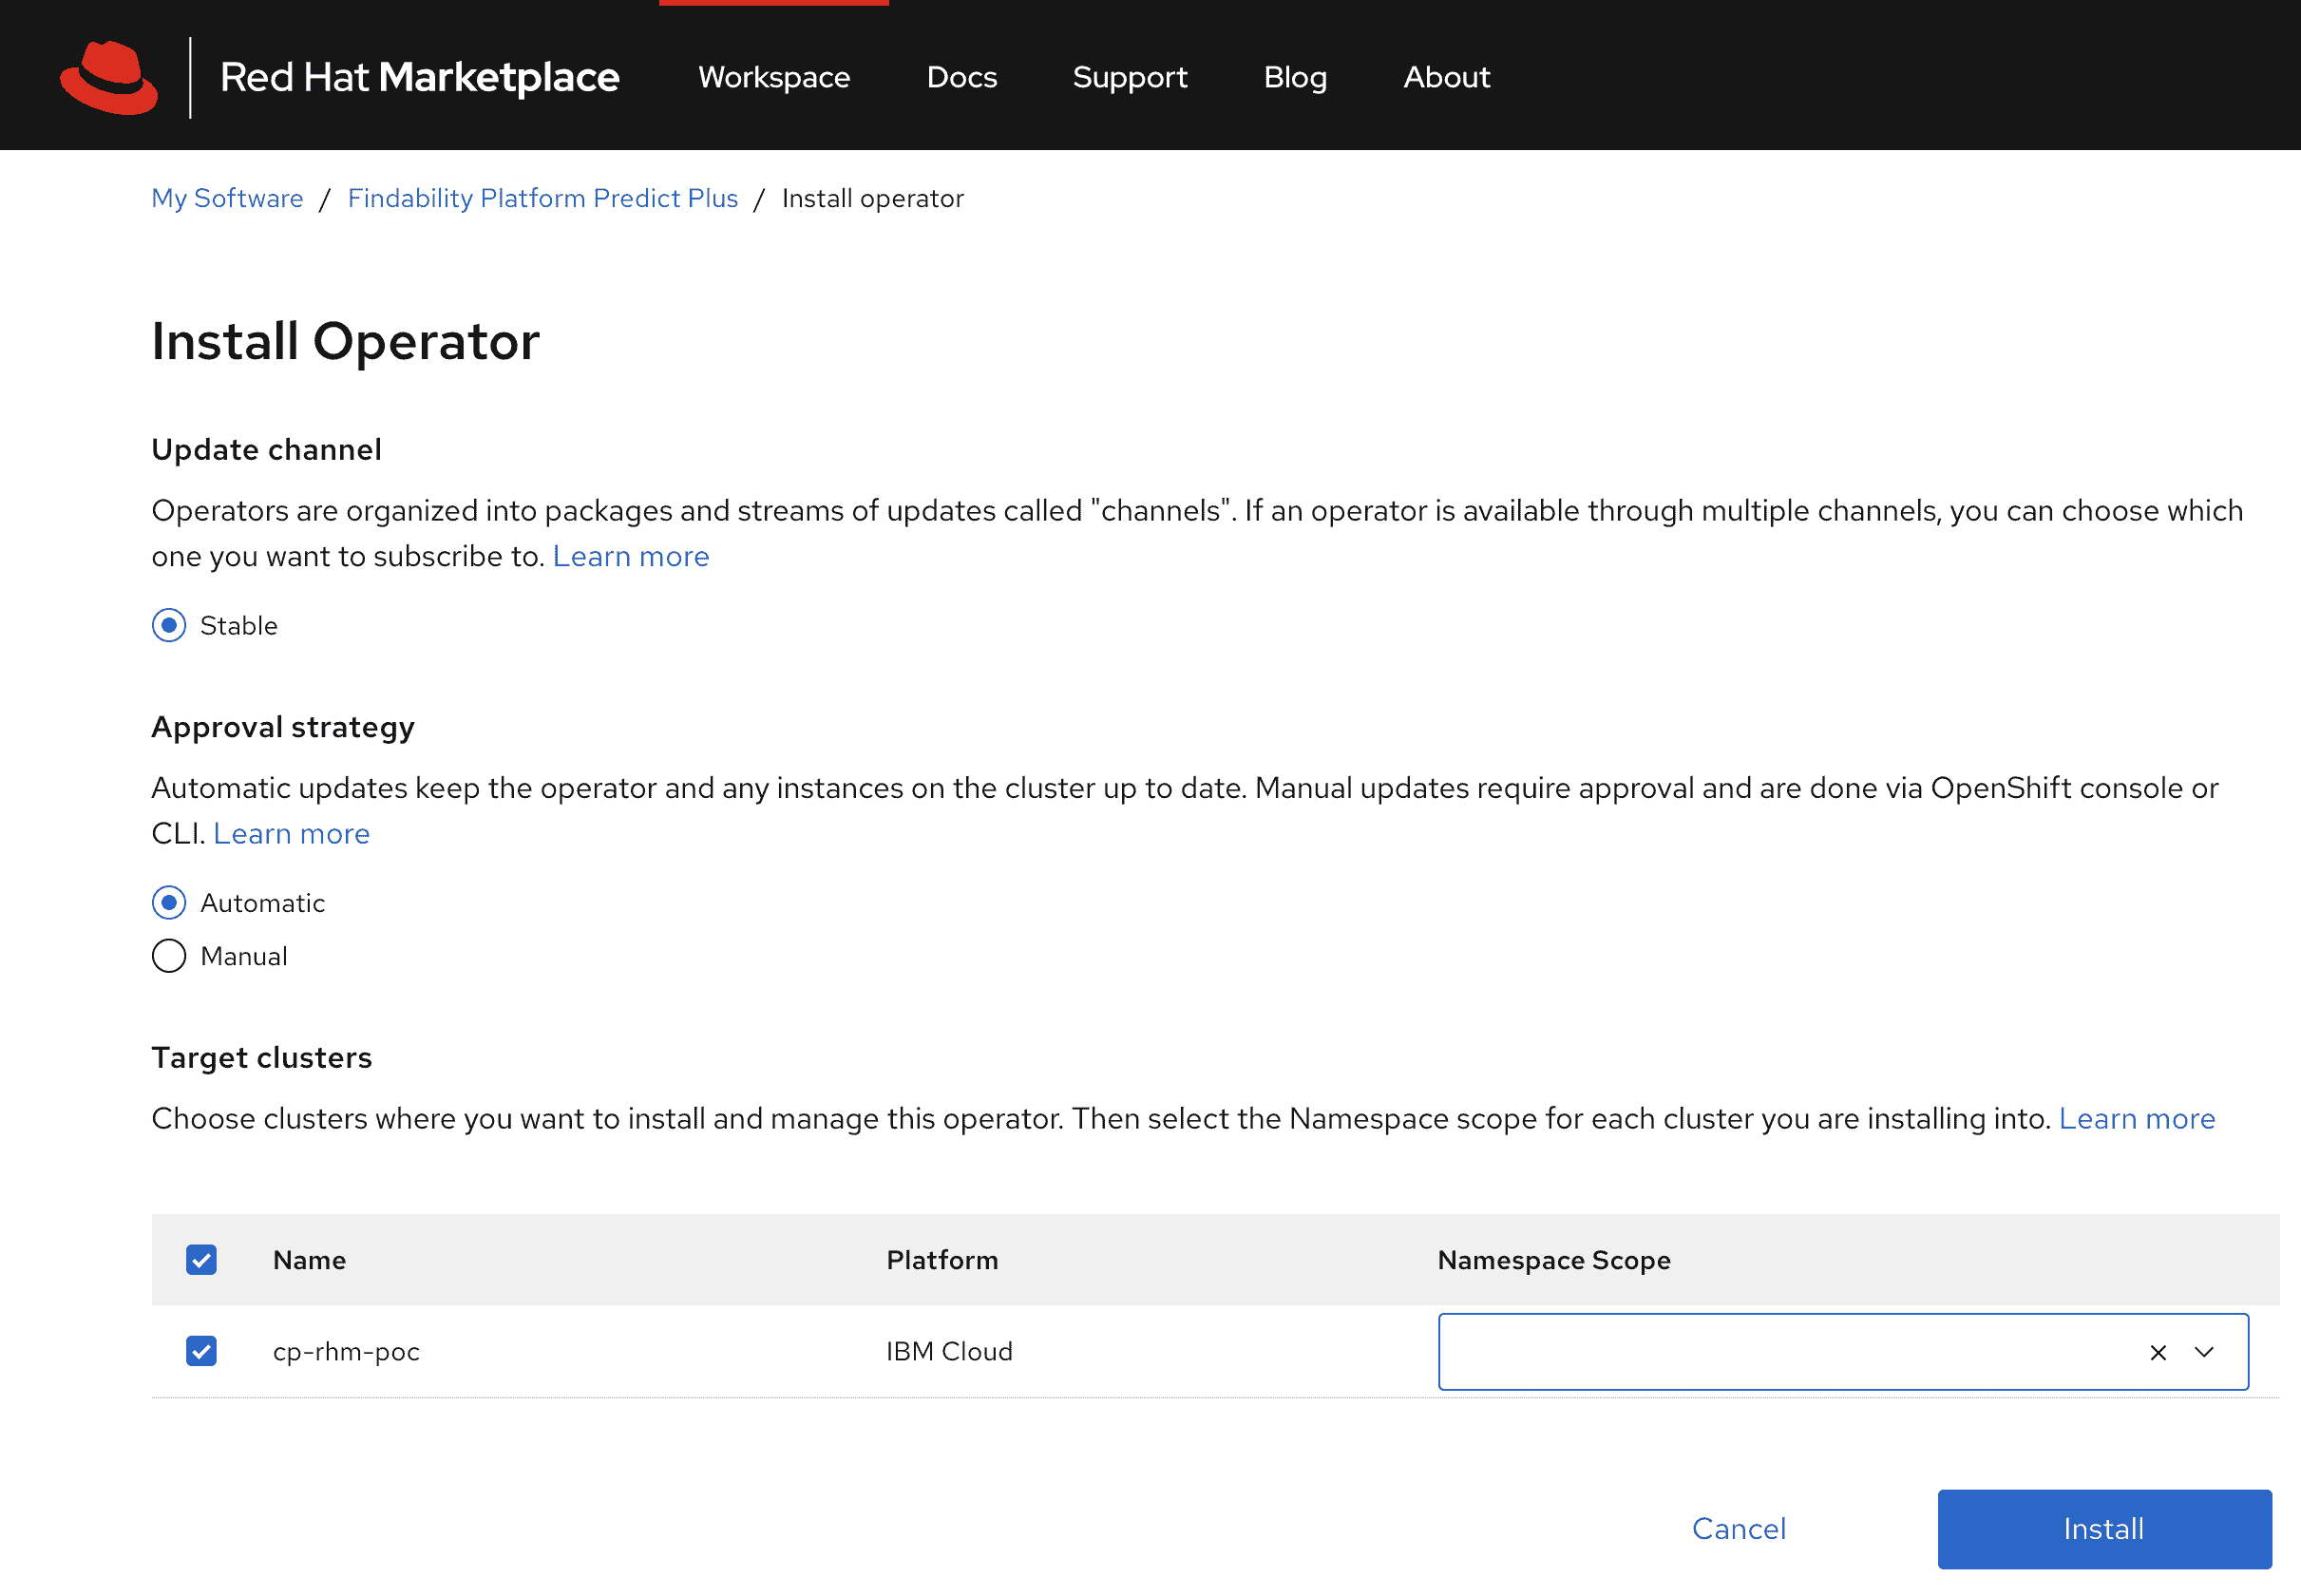 Red Hat Marketplace Workspace Docs Support Blog About
My Software / Findability Platform Predict Plus / Install operator
Install Operator
Update channel
Operators are organized into packages and streams of updates called "channels". If an operator is available through multiple channels, you can choose which
one you want to subscribe to. Learn more
Stable
Approval strategy
Automatic updates keep the operator and any instances on the cluster up to date. Manual updates require approval and are done via OpenShift console or
CLI. Learn more
Automatic
Manual
Target clusters
Choose clusters where you want to install and manage this operator. Then select the Namespace scope for each cluster you are installing into. Learn more
Name Platform Namespace Scope
cp-rhm-poc IBM Cloud
Cancel Install